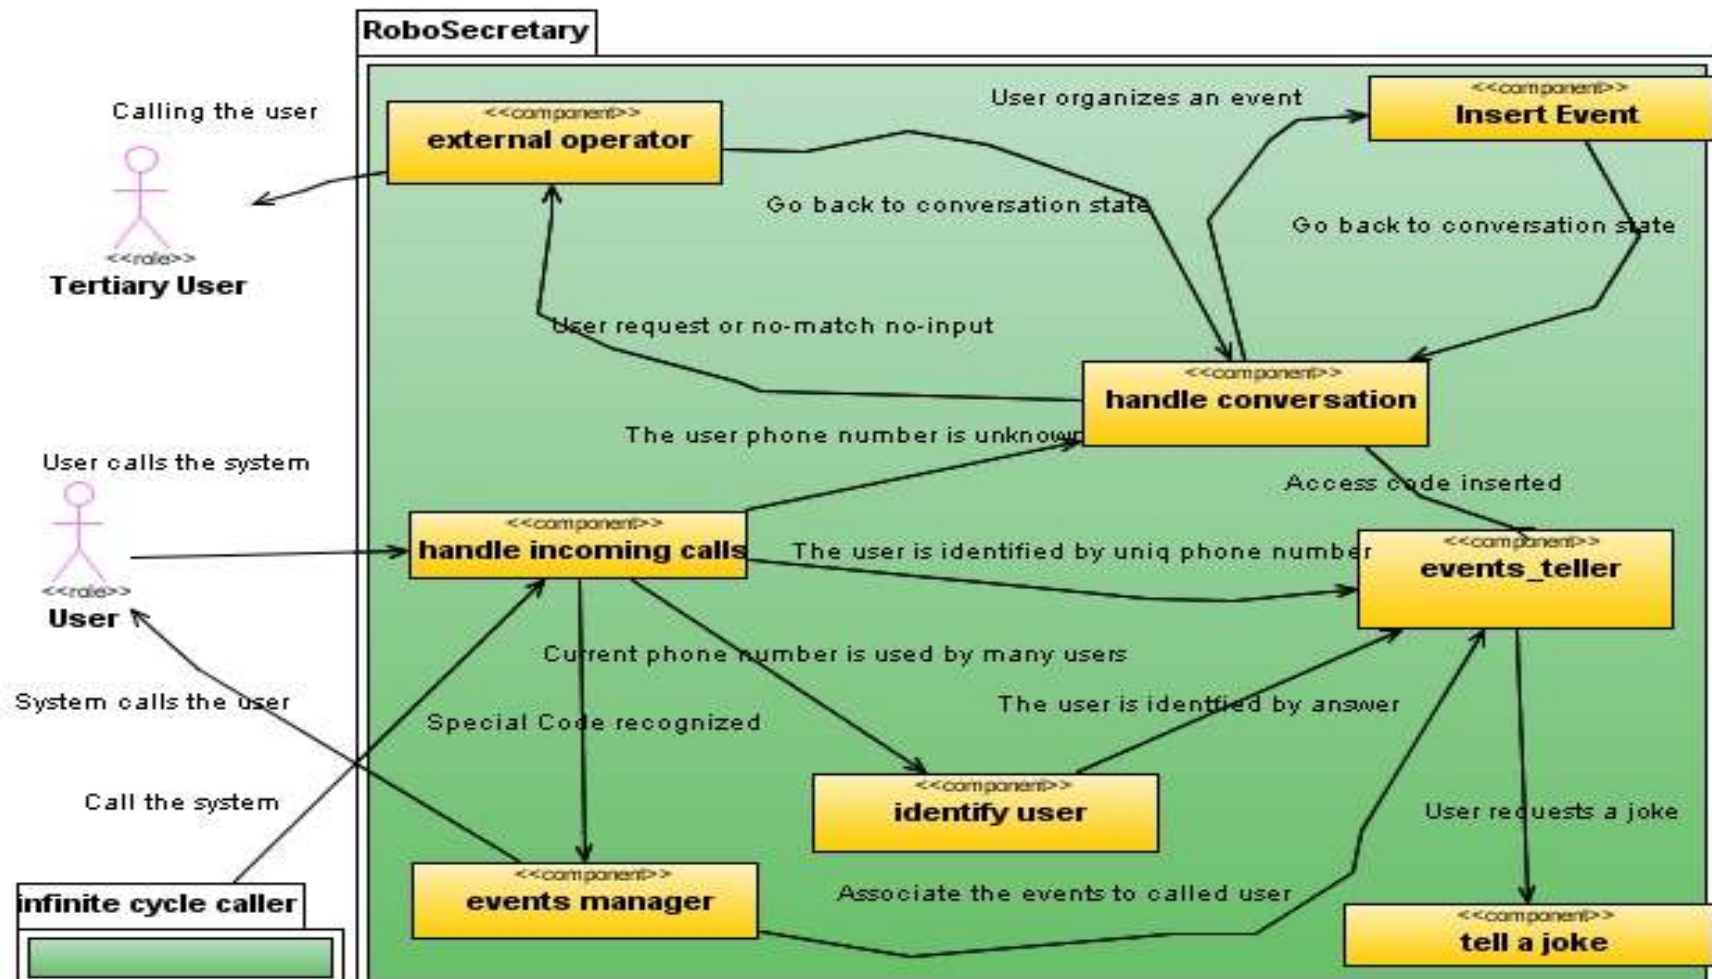 RoboSecretary
Calling the user
<<component>>
external operator
User organizes an event
<<component>>
Insert Event
Go back to conversation state
Go back to conversation state
<<role>>
Tertiary User
User request or no-match no-input
<<component>>
handle conversation
The user phone number is unknown
User calls the system
Access code inserted
<<component>>
handle incoming calls
The user is identified by uniq phone number
<<component>>
events_teller
<<role>>
User
Current phone number is used by many users
System calls the user
Special Code recognized
The user is identfied by answer
Call the system
<<component>>
identify user
User requests a joke
<<component>>
events manager
Associate the events to called user
infinite cycle caller
<<component>>
tell a joke